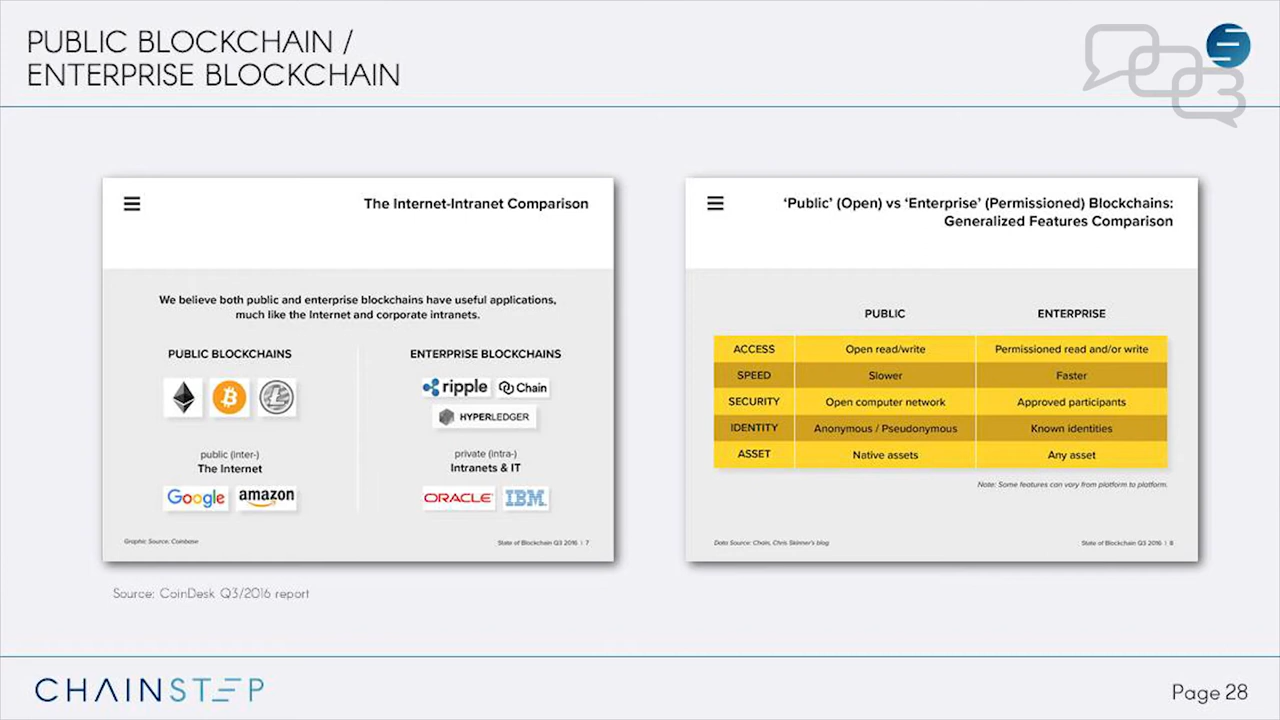 PUBLIC BLOCKCHAIN /
ENTERPRISE BLOCKCHAIN
The Internet-Intranet Comparison
We believe both public and enterprise blockchains have useful applications,
much like the Internet and corporate intranets.
PUBLIC BLOCKCHAINS
ENTERPRISE BLOCKCHAINS
ripple
Chain
HYPERLEDGER
public (inter-)
The Internet
private (intra-)
Intranets & IT
Google
amazon
ORACLE
IBM
Graphic Source: Coinbase
State of Blockchain Q3 2016 | 7
‘Public’ (Open) vs ‘Enterprise’ (Permissioned) Blockchains:
Generalized Features Comparison
PUBLIC ENTERPRISE
ACCESS Open read/write Permissioned read and/or write
SPEED Slower Faster
SECURITY Open computer network Approved participants
IDENTITY Anonymous / Pseudonymous Known identities
ASSET Native assets Any asset
Note: Some features can vary from platform to platform.
Data Source: Chain, Chris Skinner's blog
State of Blockchain Q3 2016 | 8
Source: CoinDesk Q3/2016 report
CHAINSTEP
Page 28